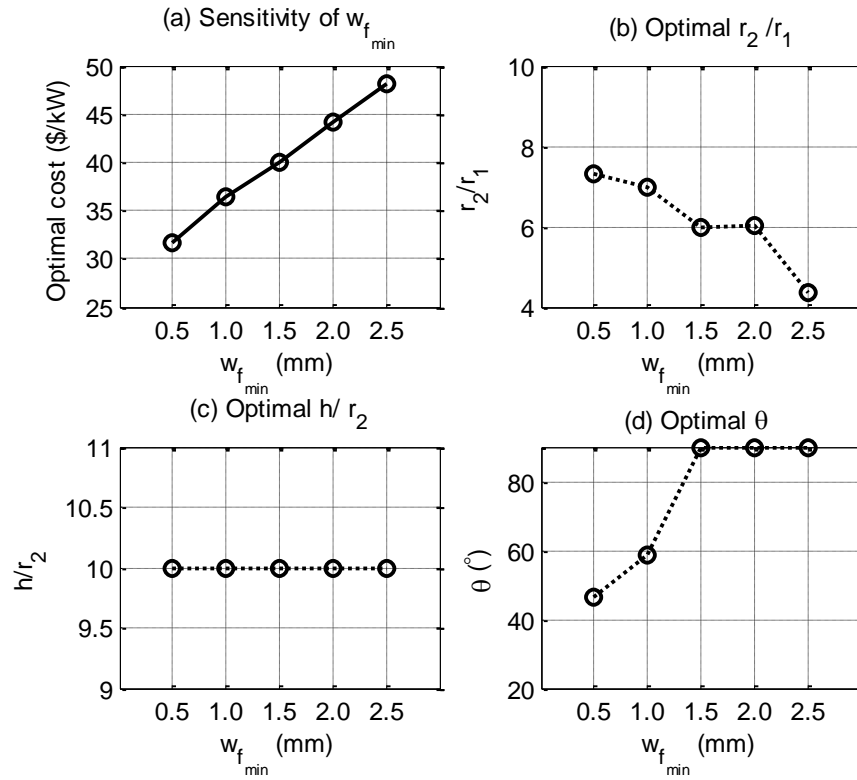 (a) Sensitivity of w_f_min
50
45
40
35
30
25
Optimal cost ($/kW)
0.5 1.0 1.5 2.0 2.5
w_f_min (mm)
(b) Optimal r_2 /r_1
10
8
6
4
r_2/r_1
0.5 1.0 1.5 2.0 2.5
w_f_min (mm)
(c) Optimal h/ r_2
11
10.5
10
9.5
9
h/r_2
0.5 1.0 1.5 2.0 2.5
w_f_min (mm)
(d) Optimal θ
80
60
40
20
θ (°)
0.5 1.0 1.5 2.0 2.5
w_f_min (mm)